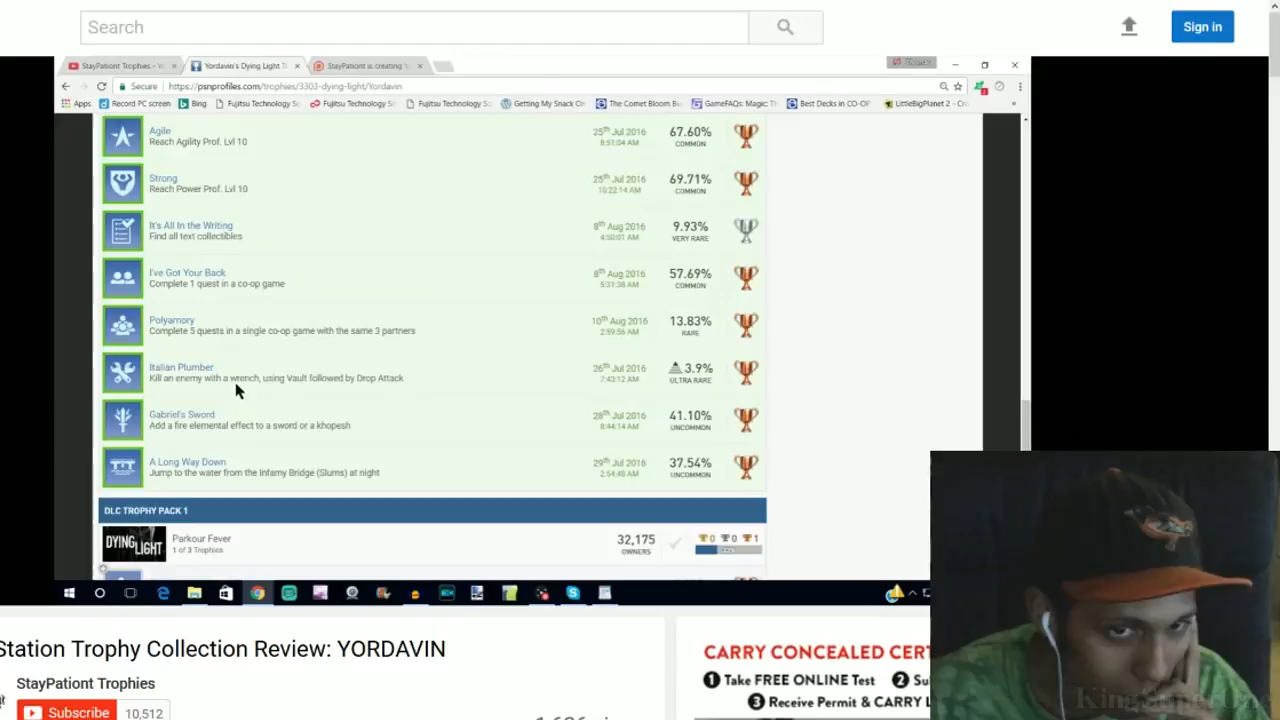 Search
Sign in
StayPationt Trophies - Yo
Yordavin's Dying Light T
StayPationt is creating
Secure
https://psnprofiles.com/trophies/3303-dying-light/Yordavin
Apps
Record PC screen
Bing
Fujitsu Technology Se
Fujitsu Technology Se
Fujitsu Technology Se
Getting My Snack On
The Comet Bloom Bu
GameFAQs: Magic: Th
Best Decks in CO-OP
LittleBigPlanet 2 - Cro
Agile
Reach Agility Prof. Lvl 10
25th Jul 2016
8:51:04 AM
67.60%
COMMON
Strong
Reach Power Prof. Lvl 10
25th Jul 2016
10:22:14 AM
69.71%
COMMON
It's All In the Writing
Find all text collectibles
8th Aug 2016
4:50:01 AM
9.93%
VERY RARE
I've Got Your Back
Complete 1 quest in a co-op game
8th Aug 2016
5:31:38 AM
57.69%
COMMON
Polyamory
Complete 5 quests in a single co-op game with the same 3 partners
10th Aug 2016
2:59:56 AM
13.83%
RARE
Italian Plumber
Kill an enemy with a wrench, using Vault followed by Drop Attack
26th Jul 2016
7:43:12 AM
3.9%
ULTRA RARE
Gabriel's Sword
Add a fire elemental effect to a sword or a khopesh
28th Jul 2016
8:44:14 AM
41.10%
UNCOMMON
A Long Way Down
Jump to the water from the Infamy Bridge (Slums) at night
29th Jul 2016
2:54:48 AM
37.54%
UNCOMMON
DLC TROPHY PACK 1
DYING LIGHT
Parkour Fever
1 of 3 Trophies
32,175
OWNERS
0 0 1
Station Trophy Collection Review: YORDAVIN
StayPationt Trophies
Subscribe 10,512
CARRY CONCEALED CER
1 Take FREE ONLINE Test 2 Su
3 Receive Permit & CARRY L